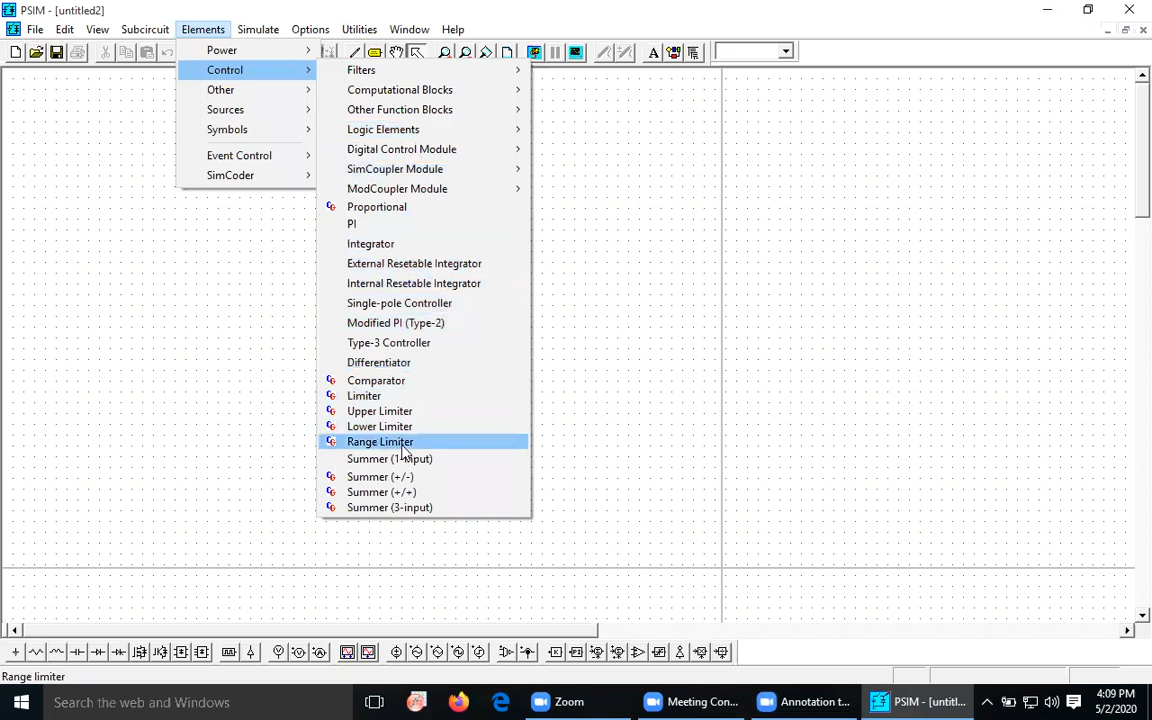 PSIM - [untitled2]
File Edit View Subcircuit Elements Simulate Options Utilities Window Help
Power
Control
Other
Sources
Symbols
Event Control
SimCoder
Filters
Computational Blocks
Other Function Blocks
Logic Elements
Digital Control Module
SimCoupler Module
ModCoupler Module
Proportional
PI
Integrator
External Resetable Integrator
Internal Resetable Integrator
Single-pole Controller
Modified PI (Type-2)
Type-3 Controller
Differentiator
Comparator
Limiter
Upper Limiter
Lower Limiter
Range Limiter
Summer (1-input)
Summer (+/-)
Summer (+/+)
Summer (3-input)
Range limiter
Search for anything
Zoom
Meeting Con...
Annotation t...
PSIM - [untitl...
4:09 PM
5/2/2020